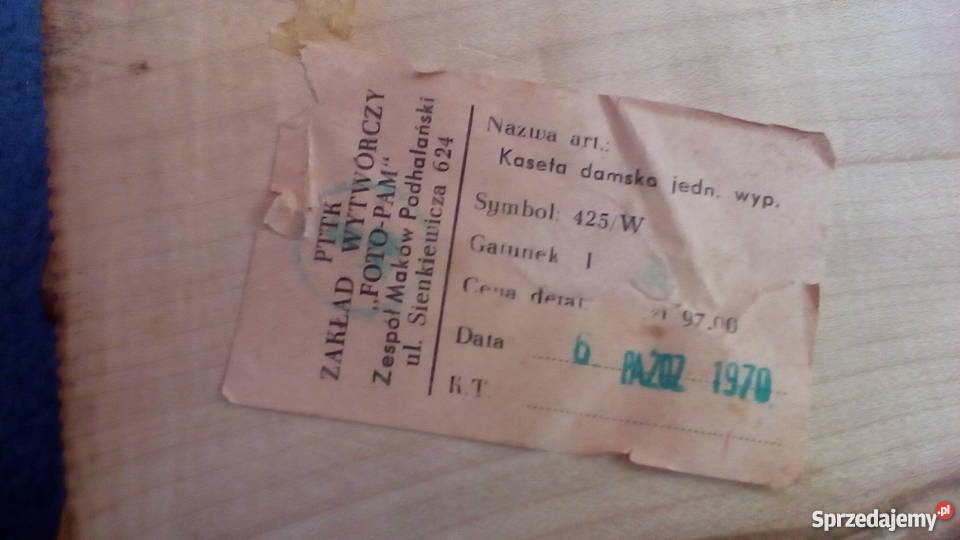 PTTK
ZAKŁAD WYTWÓRCZY
„FOTO-PAM”
Zespół Maków Podhalański
ul. Sienkiewicza 624
Nazwa art.:
Kaseta damska jedn. wyp.
Symbol: 425/W
Gatunek I
Cena detal. zł 97.00
Data 6 PAŹDZ 1970
K.T.
Sprzedajemy.pl